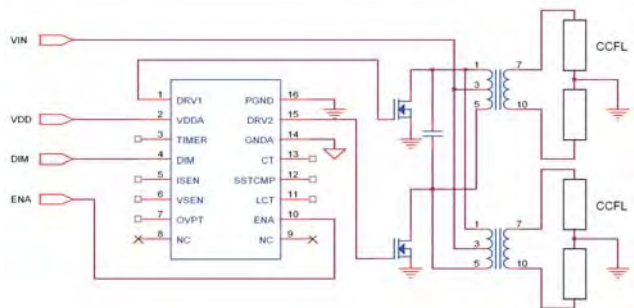 VIN
1 7 CCFL
3
5 10
1 DRV1 PGND 16
VDD 2 VDDA DRV2 15
3 TIMER GNDA 14
DIM 4 DIM CT 13
5 ISEN SSTCMP 12
6 VSEN LCT 11
ENA 7 OVPT ENA 10
8 NC NC 9
1 7 CCFL
3
5 10